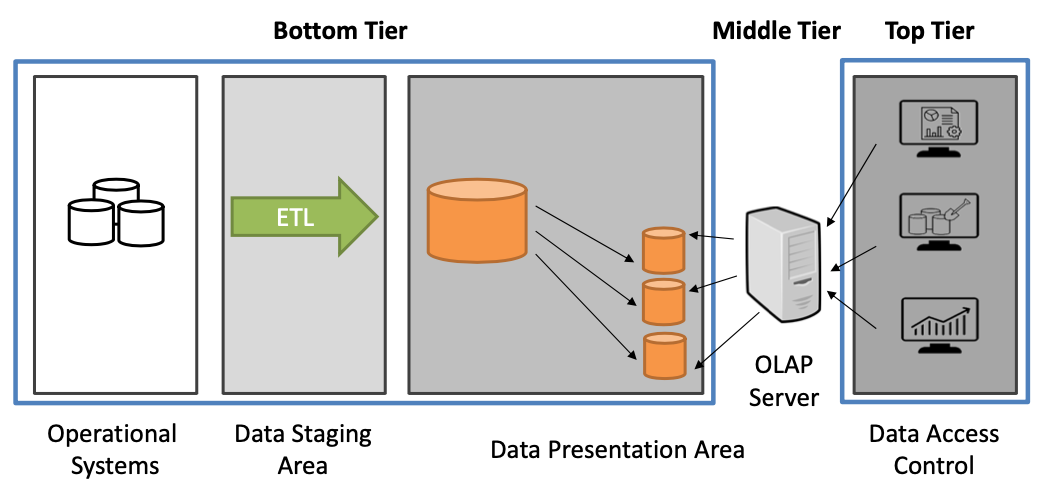 Bottom Tier
Middle Tier
Top Tier
ETL
OLAP
Server
Operational
Systems
Data Staging
Area
Data Presentation Area
Data Access
Control